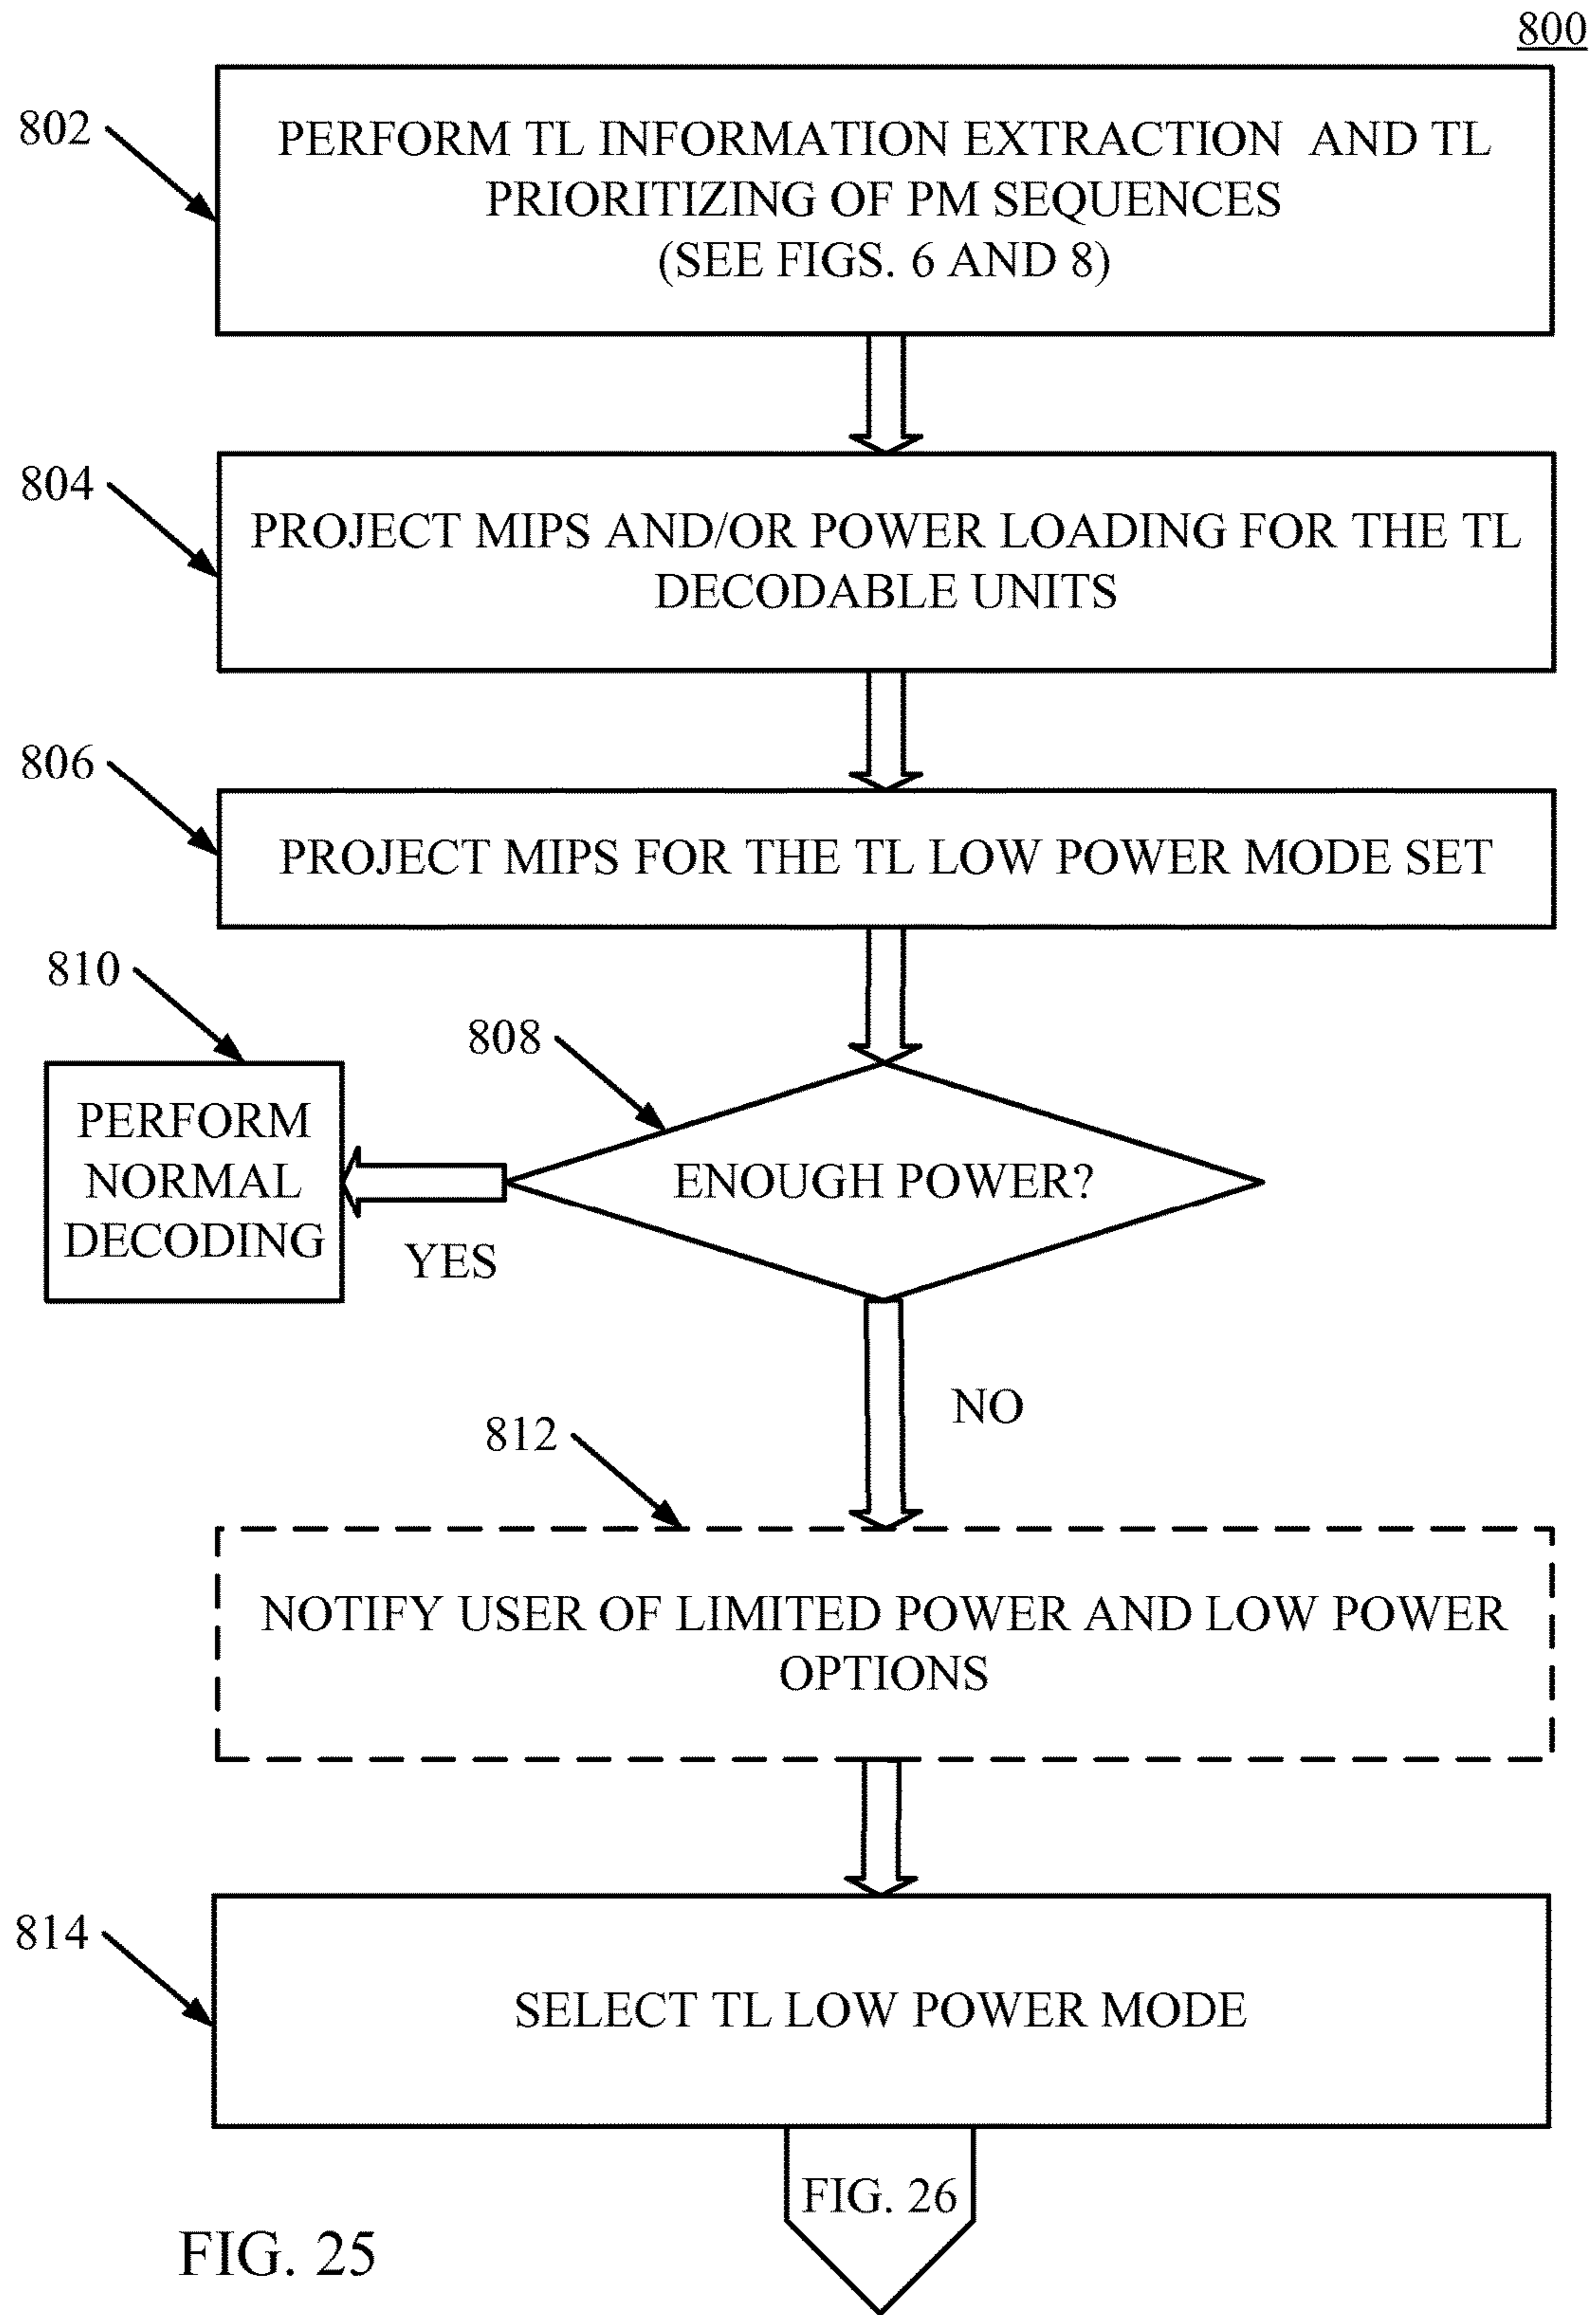 800
802
PERFORM TL INFORMATION EXTRACTION AND TL
PRIORITIZING OF PM SEQUENCES
(SEE FIGS. 6 AND 8)
804
PROJECT MIPS AND/OR POWER LOADING FOR THE TL
DECODABLE UNITS
806
PROJECT MIPS FOR THE TL LOW POWER MODE SET
810
808
PERFORM
NORMAL
DECODING
ENOUGH POWER?
YES
NO
812
NOTIFY USER OF LIMITED POWER AND LOW POWER
OPTIONS
814
SELECT TL LOW POWER MODE
FIG. 26
FIG. 25